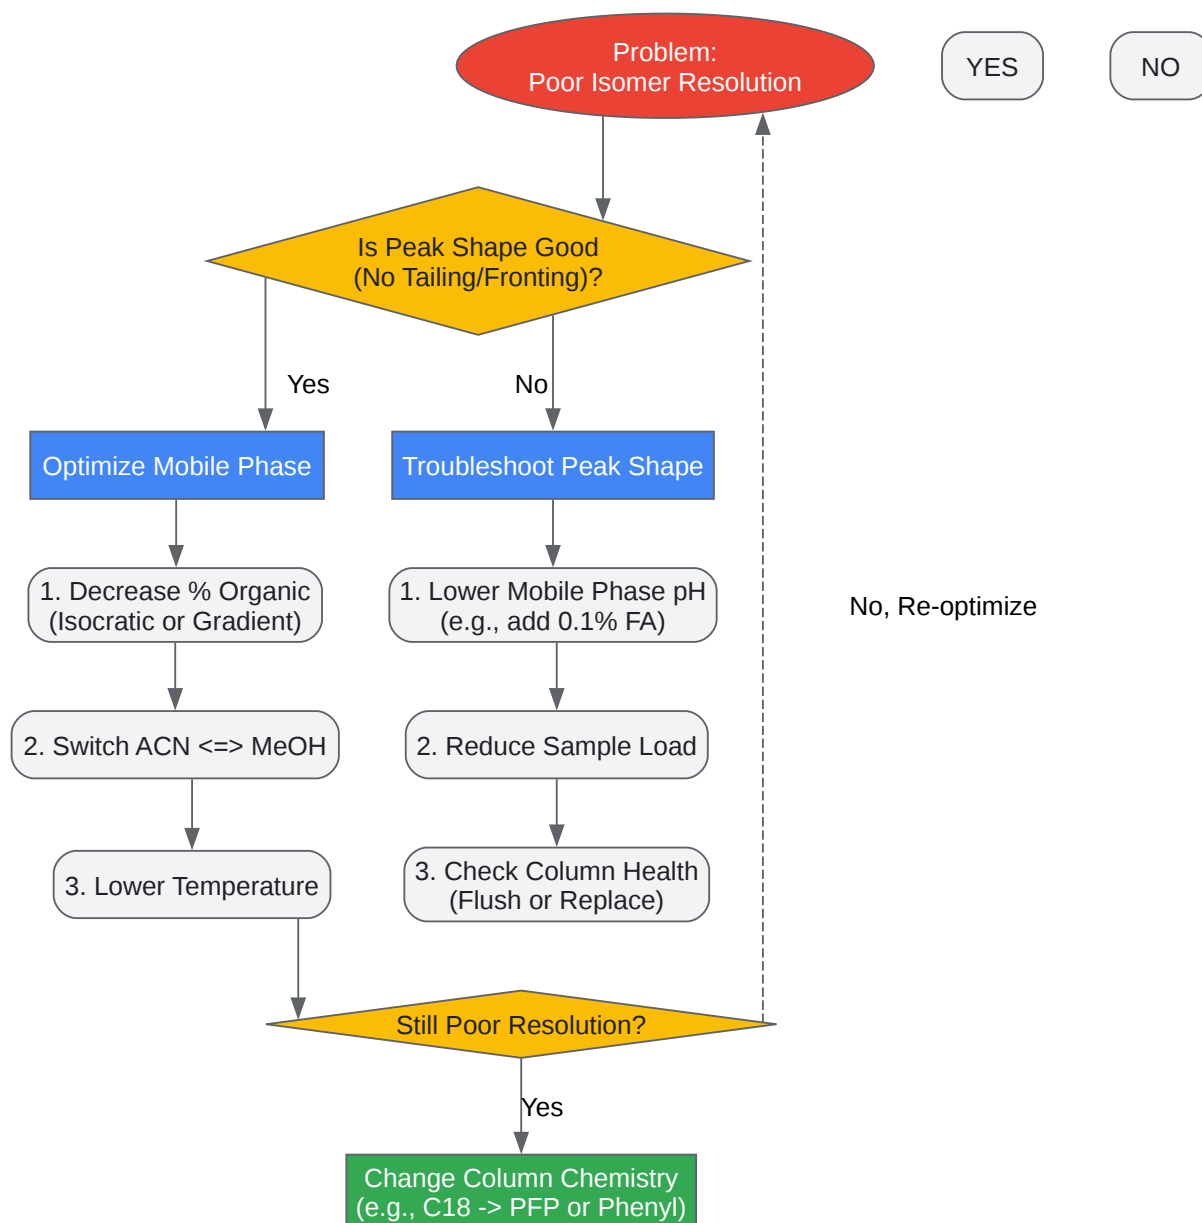 Problem:
Poor Isomer Resolution
YES
NO
Is Peak Shape Good
(No Tailing/Fronting)?
Yes
No
Optimize Mobile Phase
Troubleshoot Peak Shape
1. Decrease % Organic
(Isocratic or Gradient)
1. Lower Mobile Phase pH
(e.g., add 0.1% FA)
No, Re-optimize
2. Switch ACN <=> MeOH
2. Reduce Sample Load
3. Lower Temperature
3. Check Column Health
(Flush or Replace)
Still Poor Resolution?
Yes
Change Column Chemistry
(e.g., C18 -> PFP or Phenyl)